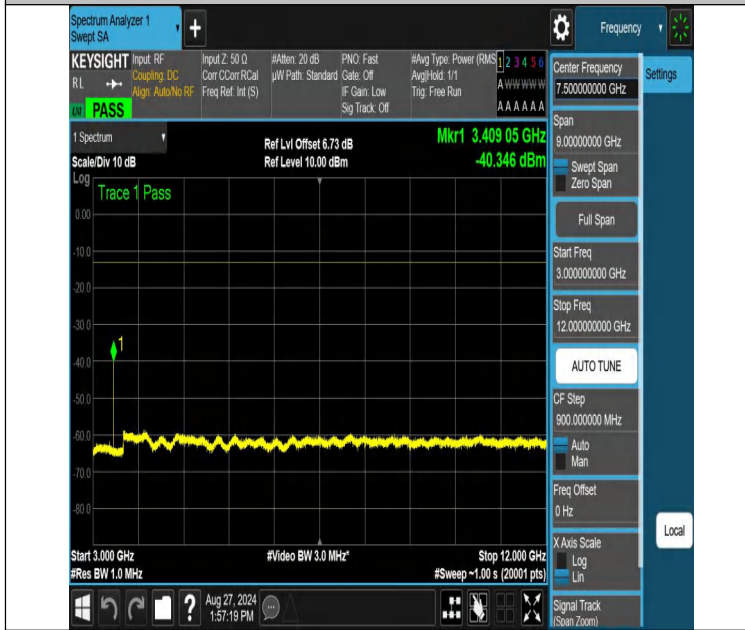 Spectrum Analyzer 1
Swept SA
Frequency
KEYSIGHT
RL
PASS
Input: RF
Coupling: DC
Align: Auto/No RF
Input Z: 50 Ω
Corr CCorr RCal
Freq Ref: Int (S)
#Atten: 20 dB
µW Path: Standard
PNO: Fast
Gate: Off
IF Gain: Low
Sig Track: Off
#Avg Type: Power (RMS
Avg|Hold: 1/1
Trig: Free Run
1 2 3 4 5 6
A W W W W W
A A A A A A
Center Frequency
7.500000000 GHz
Settings
1 Spectrum
Scale/Div 10 dB
Ref Lvl Offset 6.73 dB
Ref Level 10.00 dBm
Mkr1 3.409 05 GHz
-40.346 dBm
Span
9.00000000 GHz
Swept Span
Zero Span
Full Span
Start Freq
3.000000000 GHz
Stop Freq
12.000000000 GHz
AUTO TUNE
CF Step
900.000000 MHz
Auto
Man
Freq Offset
0 Hz
X Axis Scale
Log
Lin
Signal Track
(Span Zoom)
Local
Log
Trace 1 Pass
0.00
-10.0
-20.0
-30.0
1
-40.0
-50.0
-60.0
-70.0
-80.0
Start 3.000 GHz
#Res BW 1.0 MHz
#Video BW 3.0 MHz*
Stop 12.000 GHz
#Sweep ~1.00 s (20001 pts)
Aug 27, 2024
1:57:19 PM